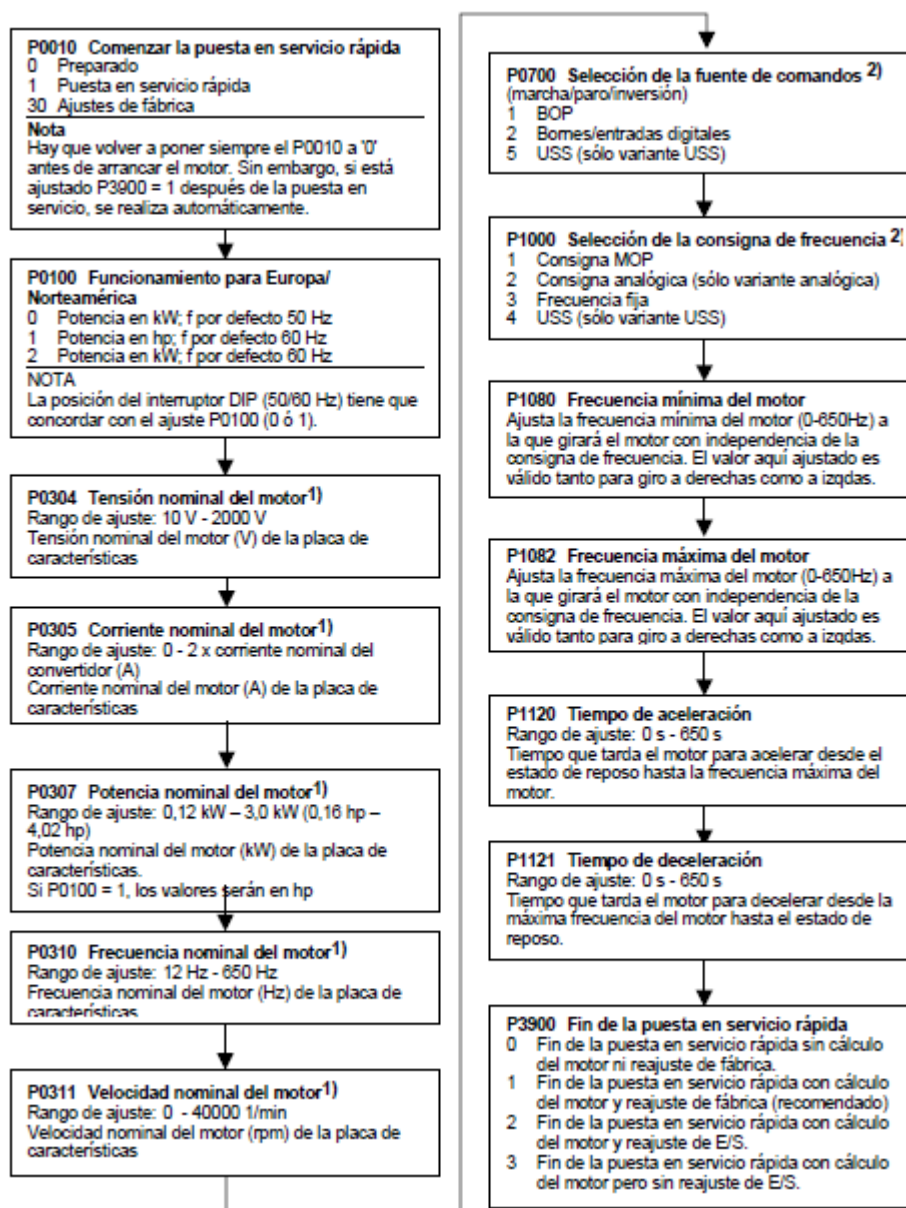 P0010 Comenzar la puesta en servicio rápida
0 Preparado
1 Puesta en servicio rápida
30 Ajustes de fábrica
Nota
Hay que volver a poner siempre el P0010 a '0'
antes de arrancar el motor. Sin embargo, si está
ajustado P3900 = 1 después de la puesta en
servicio, se realiza automáticamente.
P0100 Funcionamiento para Europa/
Norteamérica
0 Potencia en kW; f por defecto 50 Hz
1 Potencia en hp; f por defecto 60 Hz
2 Potencia en kW; f por defecto 60 Hz
NOTA
La posición del interruptor DIP (50/60 Hz) tiene que
concordar con el ajuste P0100 (0 ó 1).
P0304 Tensión nominal del motor1)
Rango de ajuste: 10 V - 2000 V
Tensión nominal del motor (V) de la placa de
características
P0305 Corriente nominal del motor1)
Rango de ajuste: 0 - 2 x corriente nominal del
convertidor (A)
Corriente nominal del motor (A) de la placa de
características
P0307 Potencia nominal del motor1)
Rango de ajuste: 0,12 kW – 3,0 kW (0,16 hp –
4,02 hp)
Potencia nominal del motor (kW) de la placa de
características.
Si P0100 = 1, los valores serán en hp
P0310 Frecuencia nominal del motor1)
Rango de ajuste: 12 Hz - 650 Hz
Frecuencia nominal del motor (Hz) de la placa de
características
P0311 Velocidad nominal del motor1)
Rango de ajuste: 0 - 40000 1/min
Velocidad nominal del motor (rpm) de la placa de
características
P0700 Selección de la fuente de comandos 2)
(marcha/paro/inversión)
1 BOP
2 Bornes/entradas digitales
5 USS (sólo variante USS)
P1000 Selección de la consigna de frecuencia 2)
1 Consigna MOP
2 Consigna analógica (sólo variante analógica)
3 Frecuencia fija
4 USS (sólo variante USS)
P1080 Frecuencia mínima del motor
Ajusta la frecuencia mínima del motor (0-650Hz) a
la que girará el motor con independencia de la
consigna de frecuencia. El valor aquí ajustado es
válido tanto para giro a derechas como a izqdas.
P1082 Frecuencia máxima del motor
Ajusta la frecuencia máxima del motor (0-650Hz) a
la que girará el motor con independencia de la
consigna de frecuencia. El valor aquí ajustado es
válido tanto para giro a derechas como a izqdas.
P1120 Tiempo de aceleración
Rango de ajuste: 0 s - 650 s
Tiempo que tarda el motor para acelerar desde el
estado de reposo hasta la frecuencia máxima del
motor.
P1121 Tiempo de deceleración
Rango de ajuste: 0 s - 650 s
Tiempo que tarda el motor para decelerar desde la
máxima frecuencia del motor hasta el estado de
reposo.
P3900 Fin de la puesta en servicio rápida
0 Fin de la puesta en servicio rápida sin cálculo
del motor ni reajuste de fábrica.
1 Fin de la puesta en servicio rápida con cálculo
del motor y reajuste de fábrica (recomendado)
2 Fin de la puesta en servicio rápida con cálculo
del motor y reajuste de E/S.
3 Fin de la puesta en servicio rápida con cálculo
del motor pero sin reajuste de E/S.